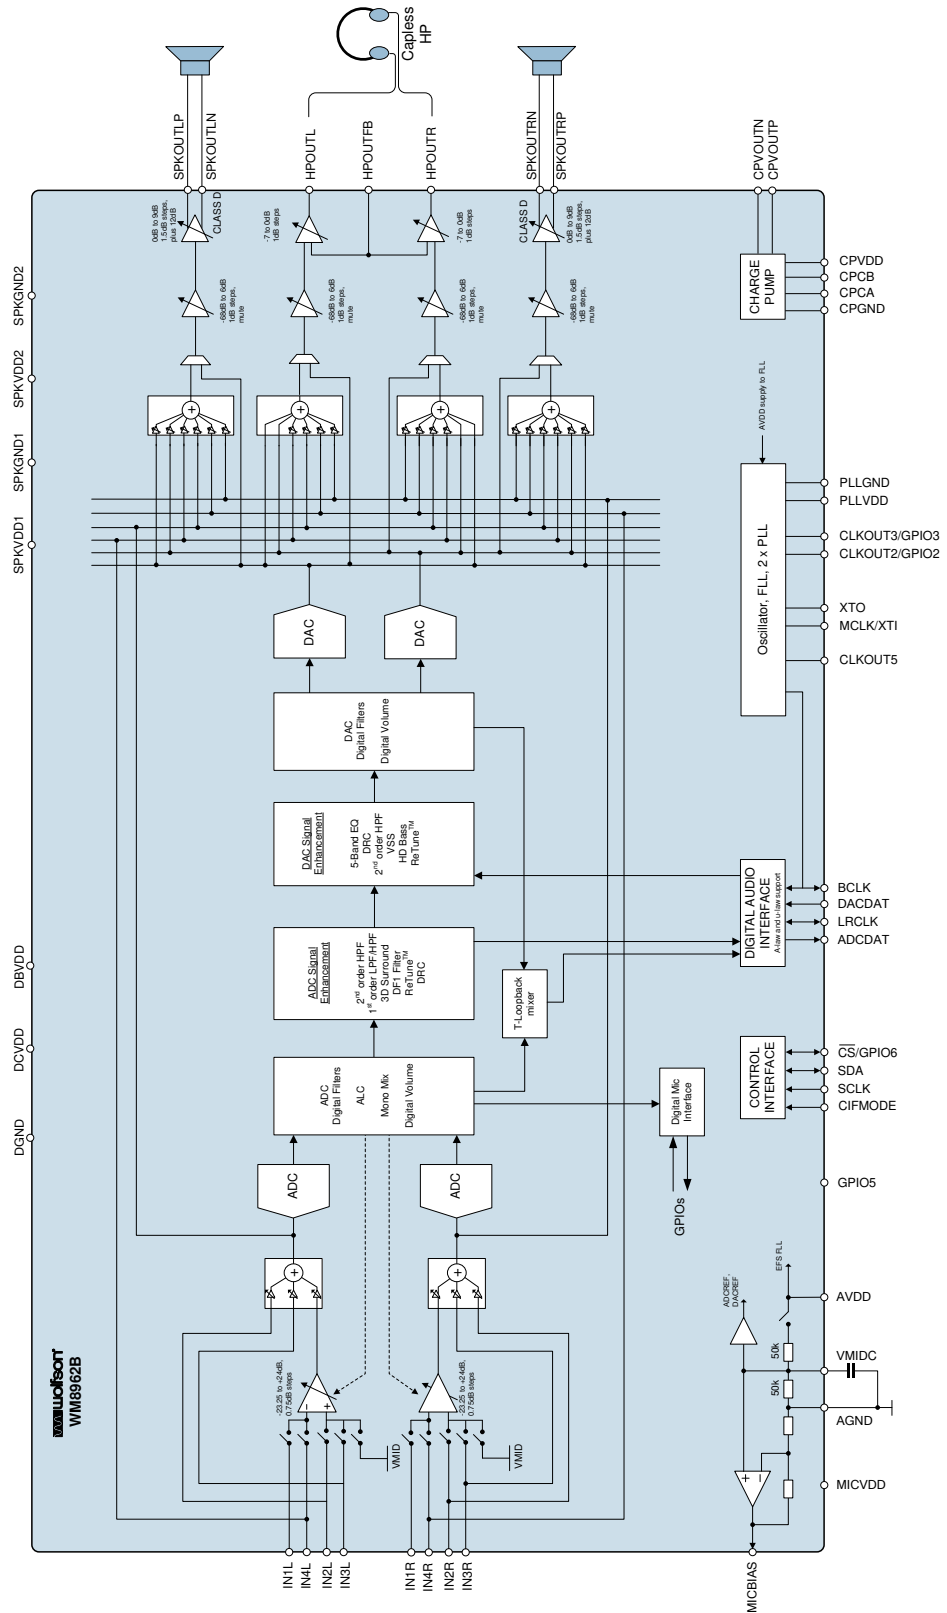 wolfson
WM8962B
SPKVDD1
SPKGND1
SPKVDD2
SPKGND2
DGND
DCVDD
DBVDD
SPKOUTLP
SPKOUTLN
HPOUTL
HPOUTFB
HPOUTR
SPKOUTRN
SPKOUTRP
Capless
HP
CPVOUTN
CPVOUTP
0dB to 9dB
1.5dB steps,
plus 12dB
CLASS D
-7 to 0dB
1dB steps
-7 to 0dB
1dB steps
CLASS D
0dB to 9dB
1.5dB steps,
plus 12dB
-68dB to 6dB
1dB steps,
mute
-68dB to 6dB
1dB steps,
mute
-68dB to 6dB
1dB steps,
mute
-68dB to 6dB
1dB steps,
mute
+
+
+
+
CHARGE
PUMP
CPVDD
CPCB
CPCA
CPGND
AVDD supply to FLL
Oscillator, FLL, 2 x PLL
PLLGND
PLLVDD
CLKOUT3/GPIO3
CLKOUT2/GPIO2
XTO
MCLK/XTI
CLKOUT5
DAC
DAC
DAC
Digital Filters
Digital Volume
DAC Signal
Enhancement
5-Band EQ
DRC
2nd order HPF
VSS
HD Bass
ReTune™
ADC Signal
Enhancement
2nd order HPF
1st order LPF/HPF
3D Surround
DF1 Filter
ReTune™
DRC
ADC
Digital Filters
ALC
Mono Mix
Digital Volume
T-Loopback
mixer
DIGITAL AUDIO
INTERFACE
A-law and u-law support
BCLK
DACDAT
LRCLK
ADCDAT
CONTROL
INTERFACE
CS/GPIO6
SDA
SCLK
CIFMODE
Digital Mic
Interface
GPIOs
GPIO5
ADC
ADC
+
+
-23.25 to +24dB,
0.75dB steps
-
+
-23.25 to +24dB,
0.75dB steps
VMID
VMID
IN1L
IN4L
IN2L
IN3L
IN1R
IN4R
IN2R
IN3R
ADCREF,
DACREF
EFS FLL
50k
50k
+
-
AVDD
VMIDC
AGND
MICVDD
MICBIAS